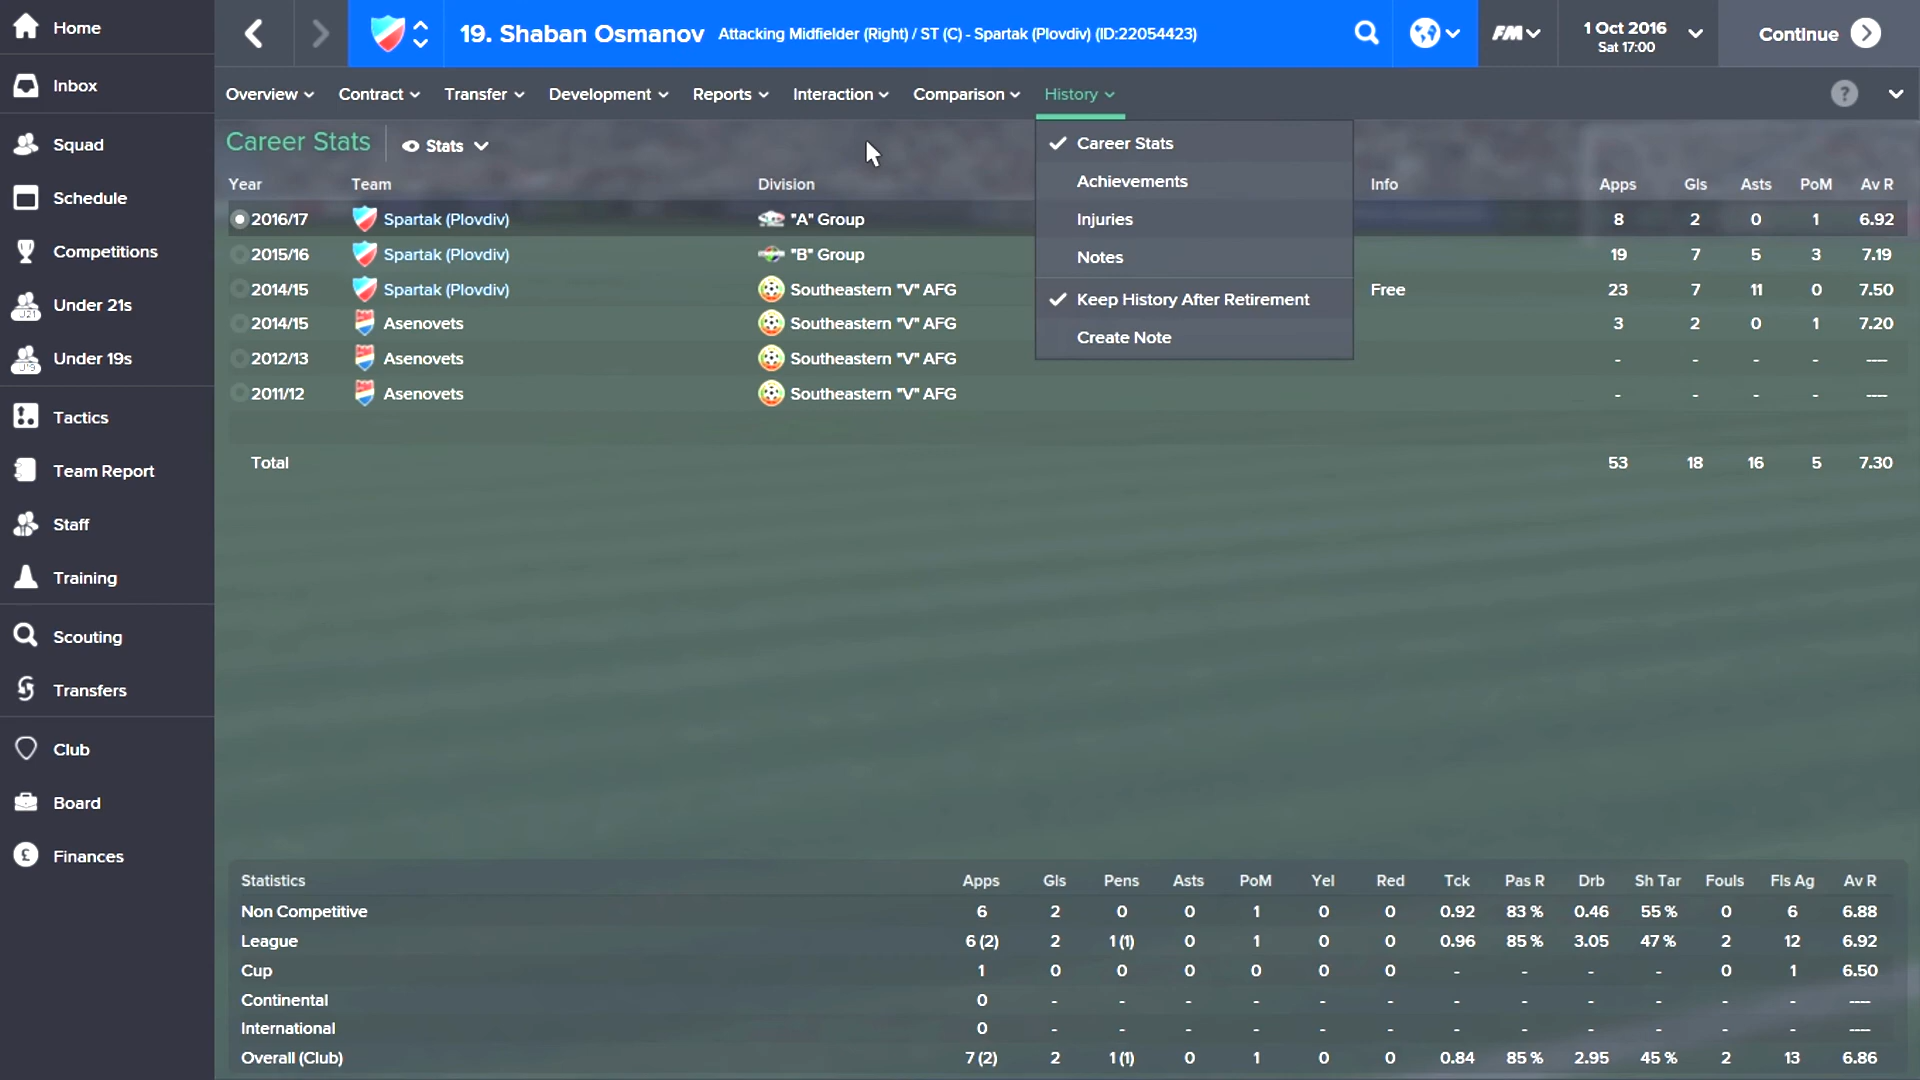 Home
19. Shaban Osmanov Attacking Midfielder (Right) / ST (C) - Spartak (Plovdiv) (ID:22054423)
FM
1 Oct 2016
Sat 17:00
Continue
Inbox
Squad
Schedule
Competitions
Under 21s
Under 19s
Tactics
Team Report
Staff
Training
Scouting
Transfers
Club
Board
Finances
Overview Contract Transfer Development Reports Interaction Comparison History ?
Career Stats Stats
Career Stats
Achievements
Injuries
Notes
Keep History After Retirement
Create Note
Year Team Division Info Apps Gls Asts PoM Av R
2016/17 Spartak (Plovdiv) "A" Group 8 2 0 1 6.92
2015/16 Spartak (Plovdiv) "B" Group 19 7 5 3 7.19
2014/15 Spartak (Plovdiv) Southeastern "V" AFG Free 23 7 11 0 7.50
2014/15 Asenovets Southeastern "V" AFG 3 2 0 1 7.20
2012/13 Asenovets Southeastern "V" AFG - - - - ----
2011/12 Asenovets Southeastern "V" AFG - - - - ----
Total 53 18 16 5 7.30
Statistics Apps Gls Pens Asts PoM Yel Red Tck Pas R Drb Sh Tar Fouls Fls Ag Av R
Non Competitive 6 2 0 0 1 0 0 0.92 83 % 0.46 55 % 0 6 6.88
League 6 (2) 2 1 (1) 0 1 0 0 0.96 85 % 3.05 47 % 2 12 6.92
Cup 1 0 0 0 0 0 0 - - - - 0 1 6.50
Continental 0 - - - - - - - - - - - - ----
International 0 - - - - - - - - - - - - ----
Overall (Club) 7 (2) 2 1 (1) 0 1 0 0 0.84 85 % 2.95 45 % 2 13 6.86